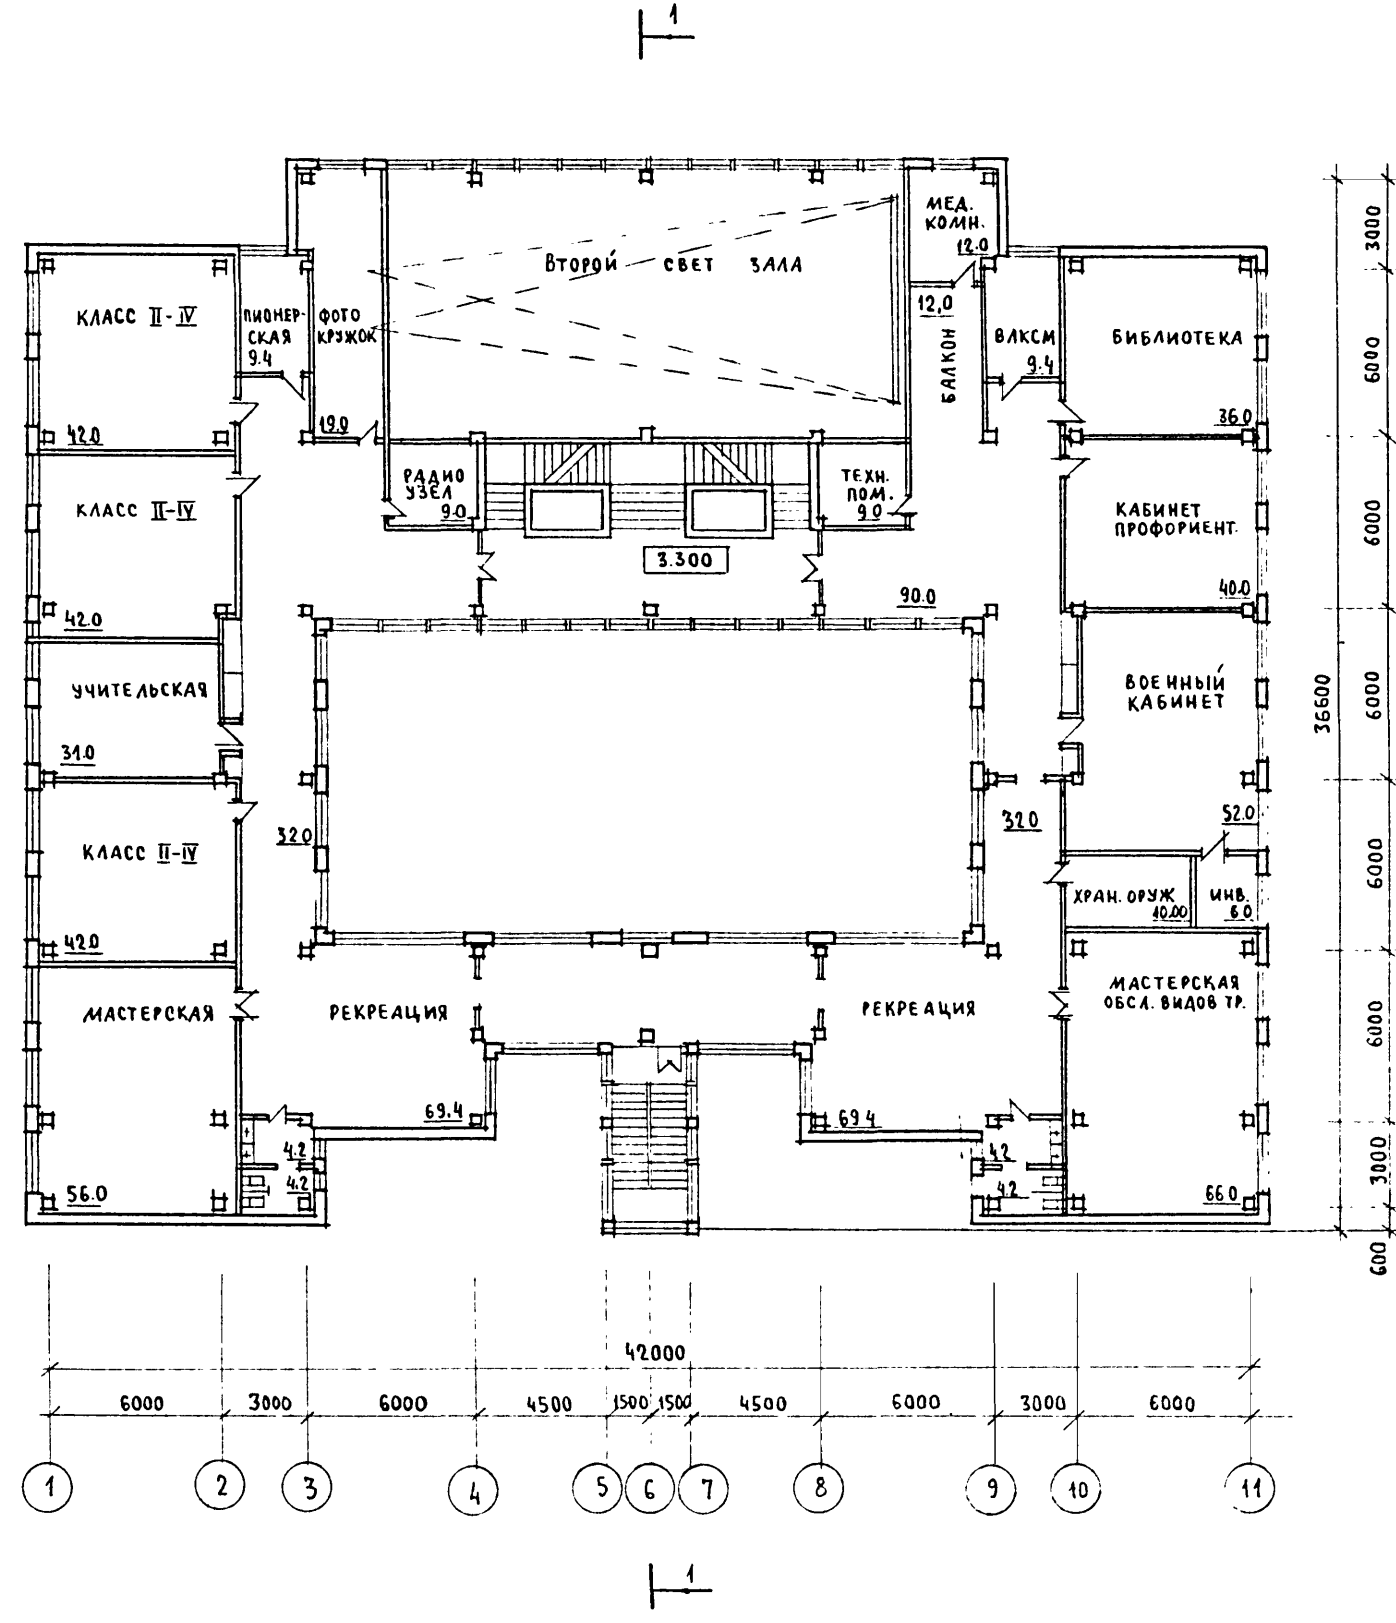 1
МЕД.
КОМН.
12.0
ВТОРОЙ СВЕТ ЗАЛА
КЛАСС II-IV
42.0
ПИОНЕР-
СКАЯ
9.4
ФОТО
КРУЖОК
19.0
12,0
БАЛКОН
ВЛКСМ
9.4
БИБЛИОТЕКА
36.0
КЛАСС II-IV
42.0
РАДИО
УЗЕЛ
9.0
ТЕХН.
ПОМ.
9.0
КАБИНЕТ
ПРОФОРИЕНТ.
40.0
3.300
90.0
УЧИТЕЛЬСКАЯ
31.0
ВОЕННЫЙ
КАБИНЕТ
52.0
КЛАСС II-IV
42.0
32.0
32.0
ХРАН. ОРУЖ
10.00
ИНВ.
6.0
МАСТЕРСКАЯ
56.0
РЕКРЕАЦИЯ
69.4
РЕКРЕАЦИЯ
69.4
МАСТЕРСКАЯ
ОБСЛ. ВИДОВ ТР.
66.0
4.2
4.2
4.2
4.2
3000
6000
6000
6000
6000
6000
3000
600
36600
42000
6000 3000 6000 4500 1500 1500 4500 6000 3000 6000
1 2 3 4 5 6 7 8 9 10 11
1